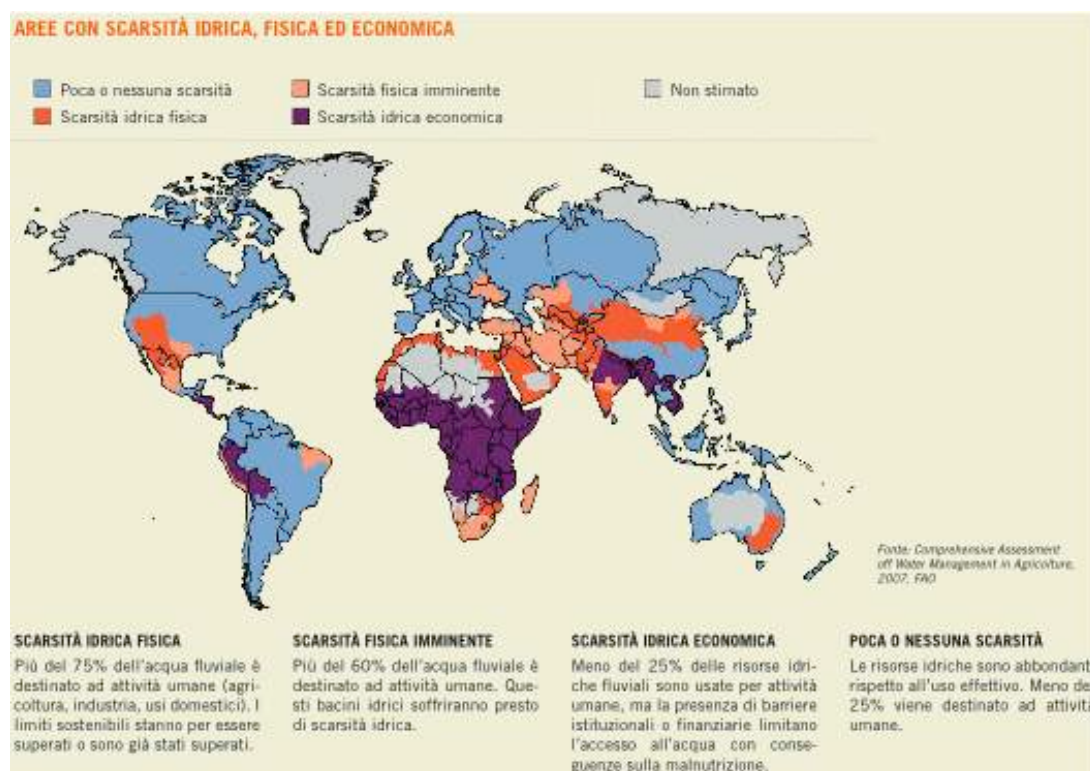 AREE CON SCARSITÀ IDRICA, FISICA ED ECONOMICA
Poca o nessuna scarsità
Scarsità fisica imminente
Non stimato
Scarsità idrica fisica
Scarsità idrica economica
Fonte: Comprehensive Assessment
off Water Management in Agricolture,
2007. FAO
SCARSITÀ IDRICA FISICA
Più del 75% dell'acqua fluviale è
destinato ad attività umane (agri-
coltura, industria, usi domestici). I
limiti sostenibili stanno per essere
superati o sono già stati superati.
SCARSITÀ FISICA IMMINENTE
Più del 60% dell'acqua fluviale è
destinato ad attività umane. Que-
sti bacini idrici soffriranno presto
di scarsità idrica.
SCARSITÀ IDRICA ECONOMICA
Meno del 25% delle risorse idri-
che fluviali sono usate per attività
umane, ma la presenza di barriere
istituzionali o finanziarie limitano
l'accesso all'acqua con conse-
guenze sulla malnutrizione.
POCA O NESSUNA SCARSITÀ
Le risorse idriche sono abbondant
rispetto all'uso effettivo. Meno de
25% viene destinato ad attività
umane.